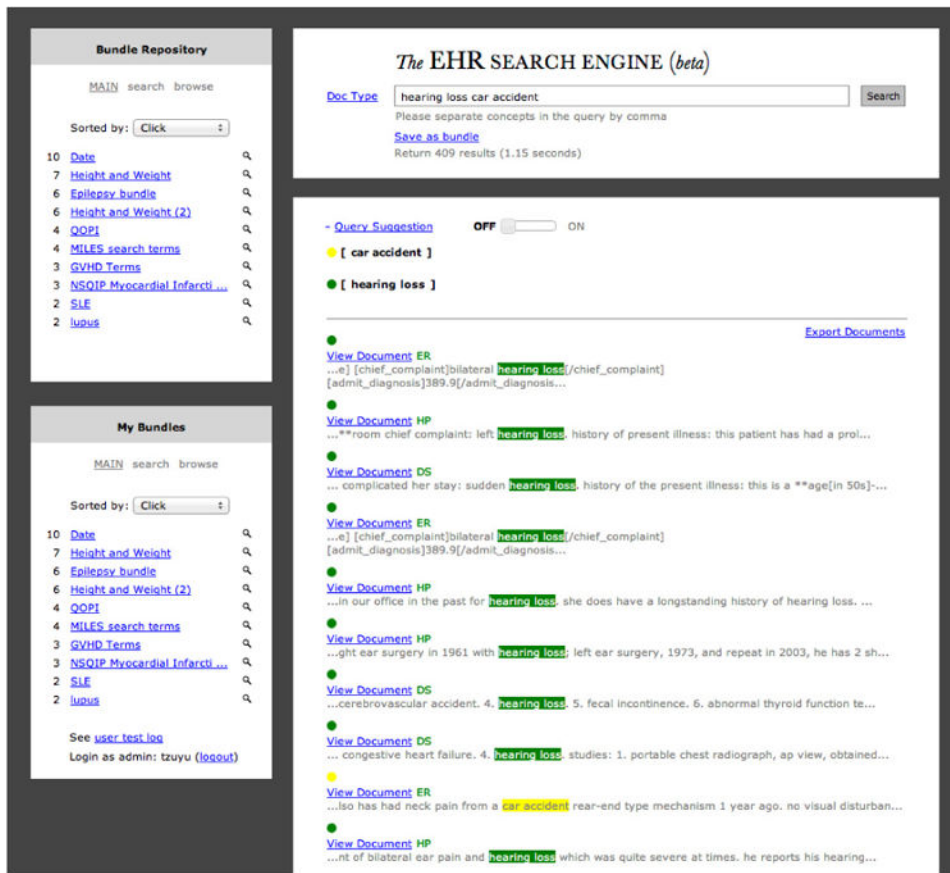 Bundle Repository
MAIN search browse
Sorted by: Click
10 Date
7 Height and Weight
6 Epilepsy bundle
6 Height and Weight (2)
4 QOPI
4 MILES search terms
3 GVHD Terms
3 NSQIP Myocardial Infarcti ...
2 SLE
2 lupus
My Bundles
MAIN search browse
Sorted by: Click
10 Date
7 Height and Weight
6 Epilepsy bundle
6 Height and Weight (2)
4 QOPI
4 MILES search terms
3 GVHD Terms
3 NSQIP Myocardial Infarcti ...
2 SLE
2 lupus
See user test log
Login as admin: tzuyu (logout)
The EHR SEARCH ENGINE (beta)
Doc Type hearing loss car accident Search
Please separate concepts in the query by comma
Save as bundle
Return 409 results (1.15 seconds)
- Query Suggestion OFF ON
[ car accident ]
[ hearing loss ]
Export Documents
View Document ER
...e] [chief_complaint]bilateral hearing loss[/chief_complaint]
[admit_diagnosis]389.9[/admit_diagnosis...
View Document HP
...**room chief complaint: left hearing loss. history of present illness: this patient has had a prol...
View Document DS
... complicated her stay: sudden hearing loss. history of the present illness: this is a **age[in 50s]-...
View Document ER
...e] [chief_complaint]bilateral hearing loss[/chief_complaint]
[admit_diagnosis]389.9[/admit_diagnosis...
View Document HP
...in our office in the past for hearing loss. she does have a longstanding history of hearing loss. ...
View Document HP
...ght ear surgery in 1961 with hearing loss; left ear surgery, 1973, and repeat in 2003, he has 2 sh...
View Document DS
...cerebrovascular accident. 4. hearing loss. 5. fecal incontinence. 6. abnormal thyroid function te...
View Document DS
... congestive heart failure. 4. hearing loss. studies: 1. portable chest radiograph, ap view, obtained...
View Document ER
...lso has had neck pain from a car accident rear-end type mechanism 1 year ago. no visual disturban...
View Document HP
...nt of bilateral ear pain and hearing loss which was quite severe at times. he reports his hearing...